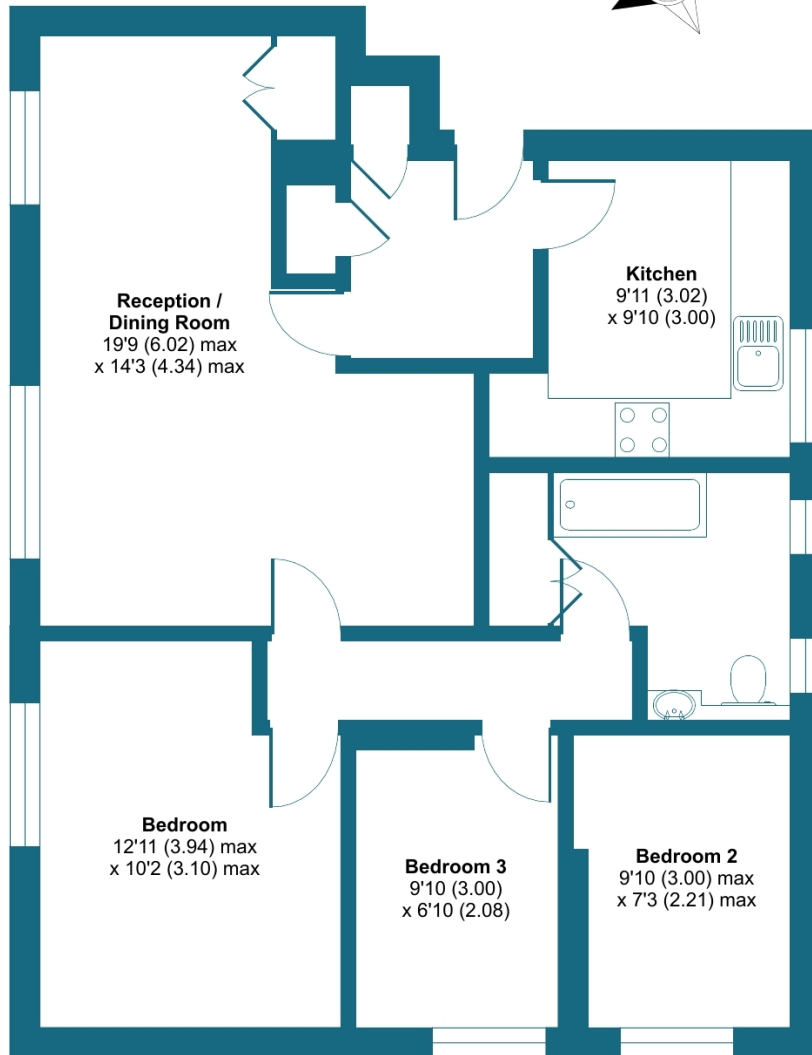 Reception /
Dining Room
19'9 (6.02) max
x 14'3 (4.34) max
Kitchen
9'11 (3.02)
x 9'10 (3.00)
Bedroom
12'11 (3.94) max
x 10'2 (3.10) max
Bedroom 3
9'10 (3.00)
x 6'10 (2.08)
Bedroom 2
9'10 (3.00) max
x 7'3 (2.21) max